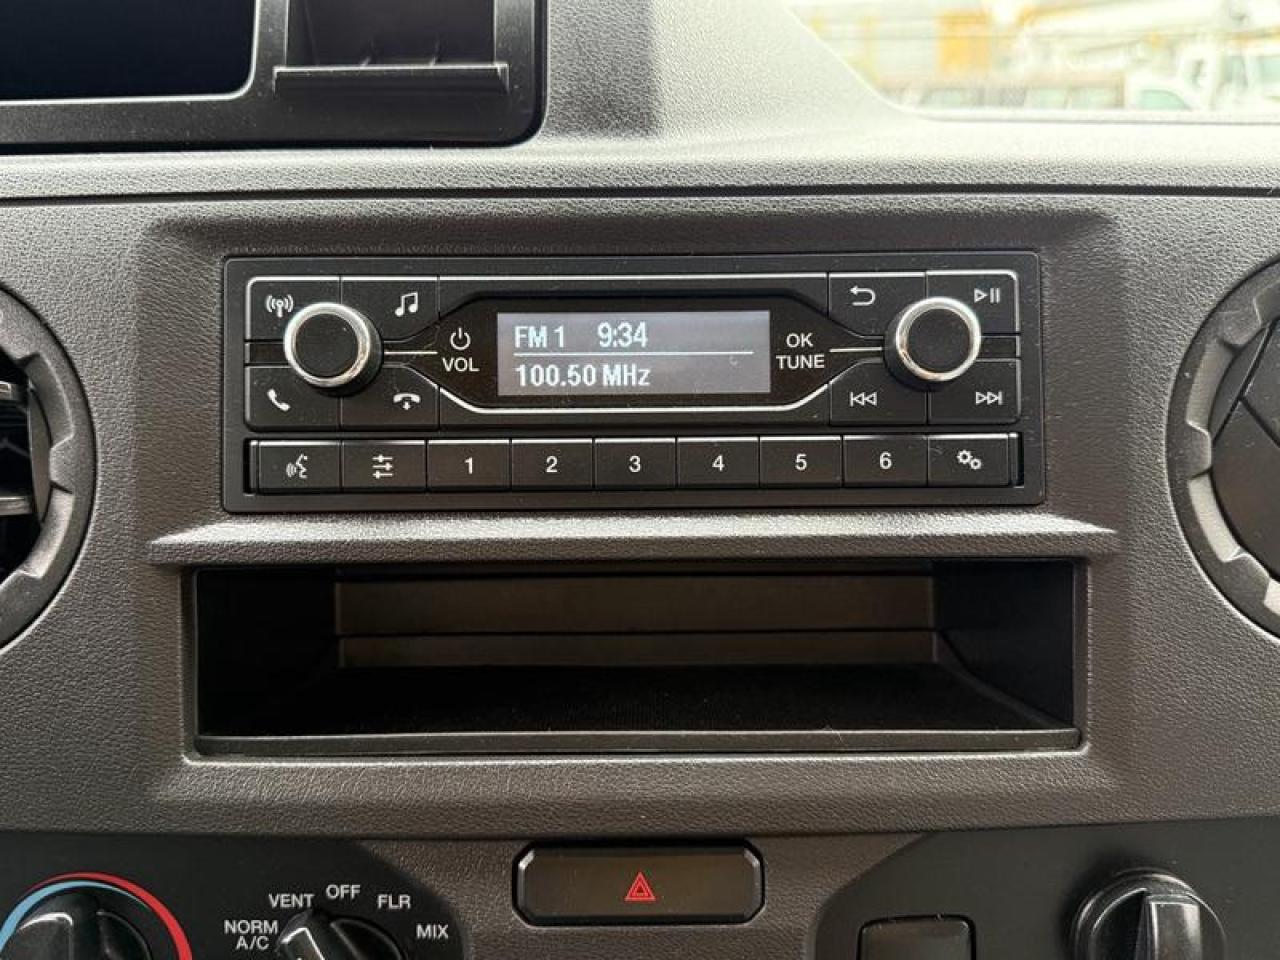 FM 1 9:34
100.50 MHz
VOL
OK
TUNE
1 2 3 4 5 6
NORM
A/C
VENT
OFF
FLR
MIX